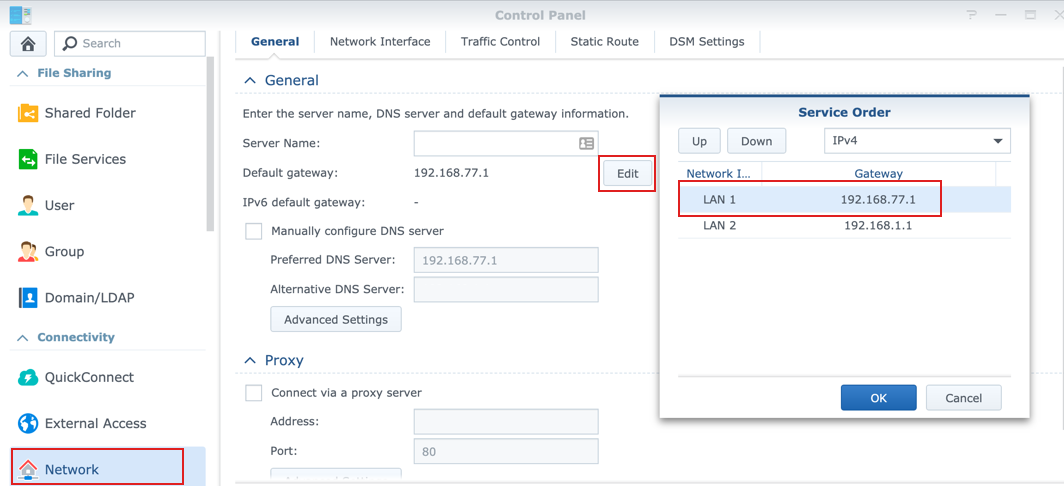 Control Panel
Search
General
Network Interface
Traffic Control
Static Route
DSM Settings
File Sharing
Shared Folder
File Services
User
Group
Domain/LDAP
Connectivity
QuickConnect
External Access
Network
General
Enter the server name, DNS server and default gateway information.
Server Name:
Default gateway: 192.168.77.1 Edit
IPv6 default gateway: -
Manually configure DNS server
Preferred DNS Server: 192.168.77.1
Alternative DNS Server:
Advanced Settings
Proxy
Connect via a proxy server
Address:
Port: 80
Service Order
Up Down IPv4
Network I... Gateway
LAN 1 192.168.77.1
LAN 2 192.168.1.1
OK Cancel